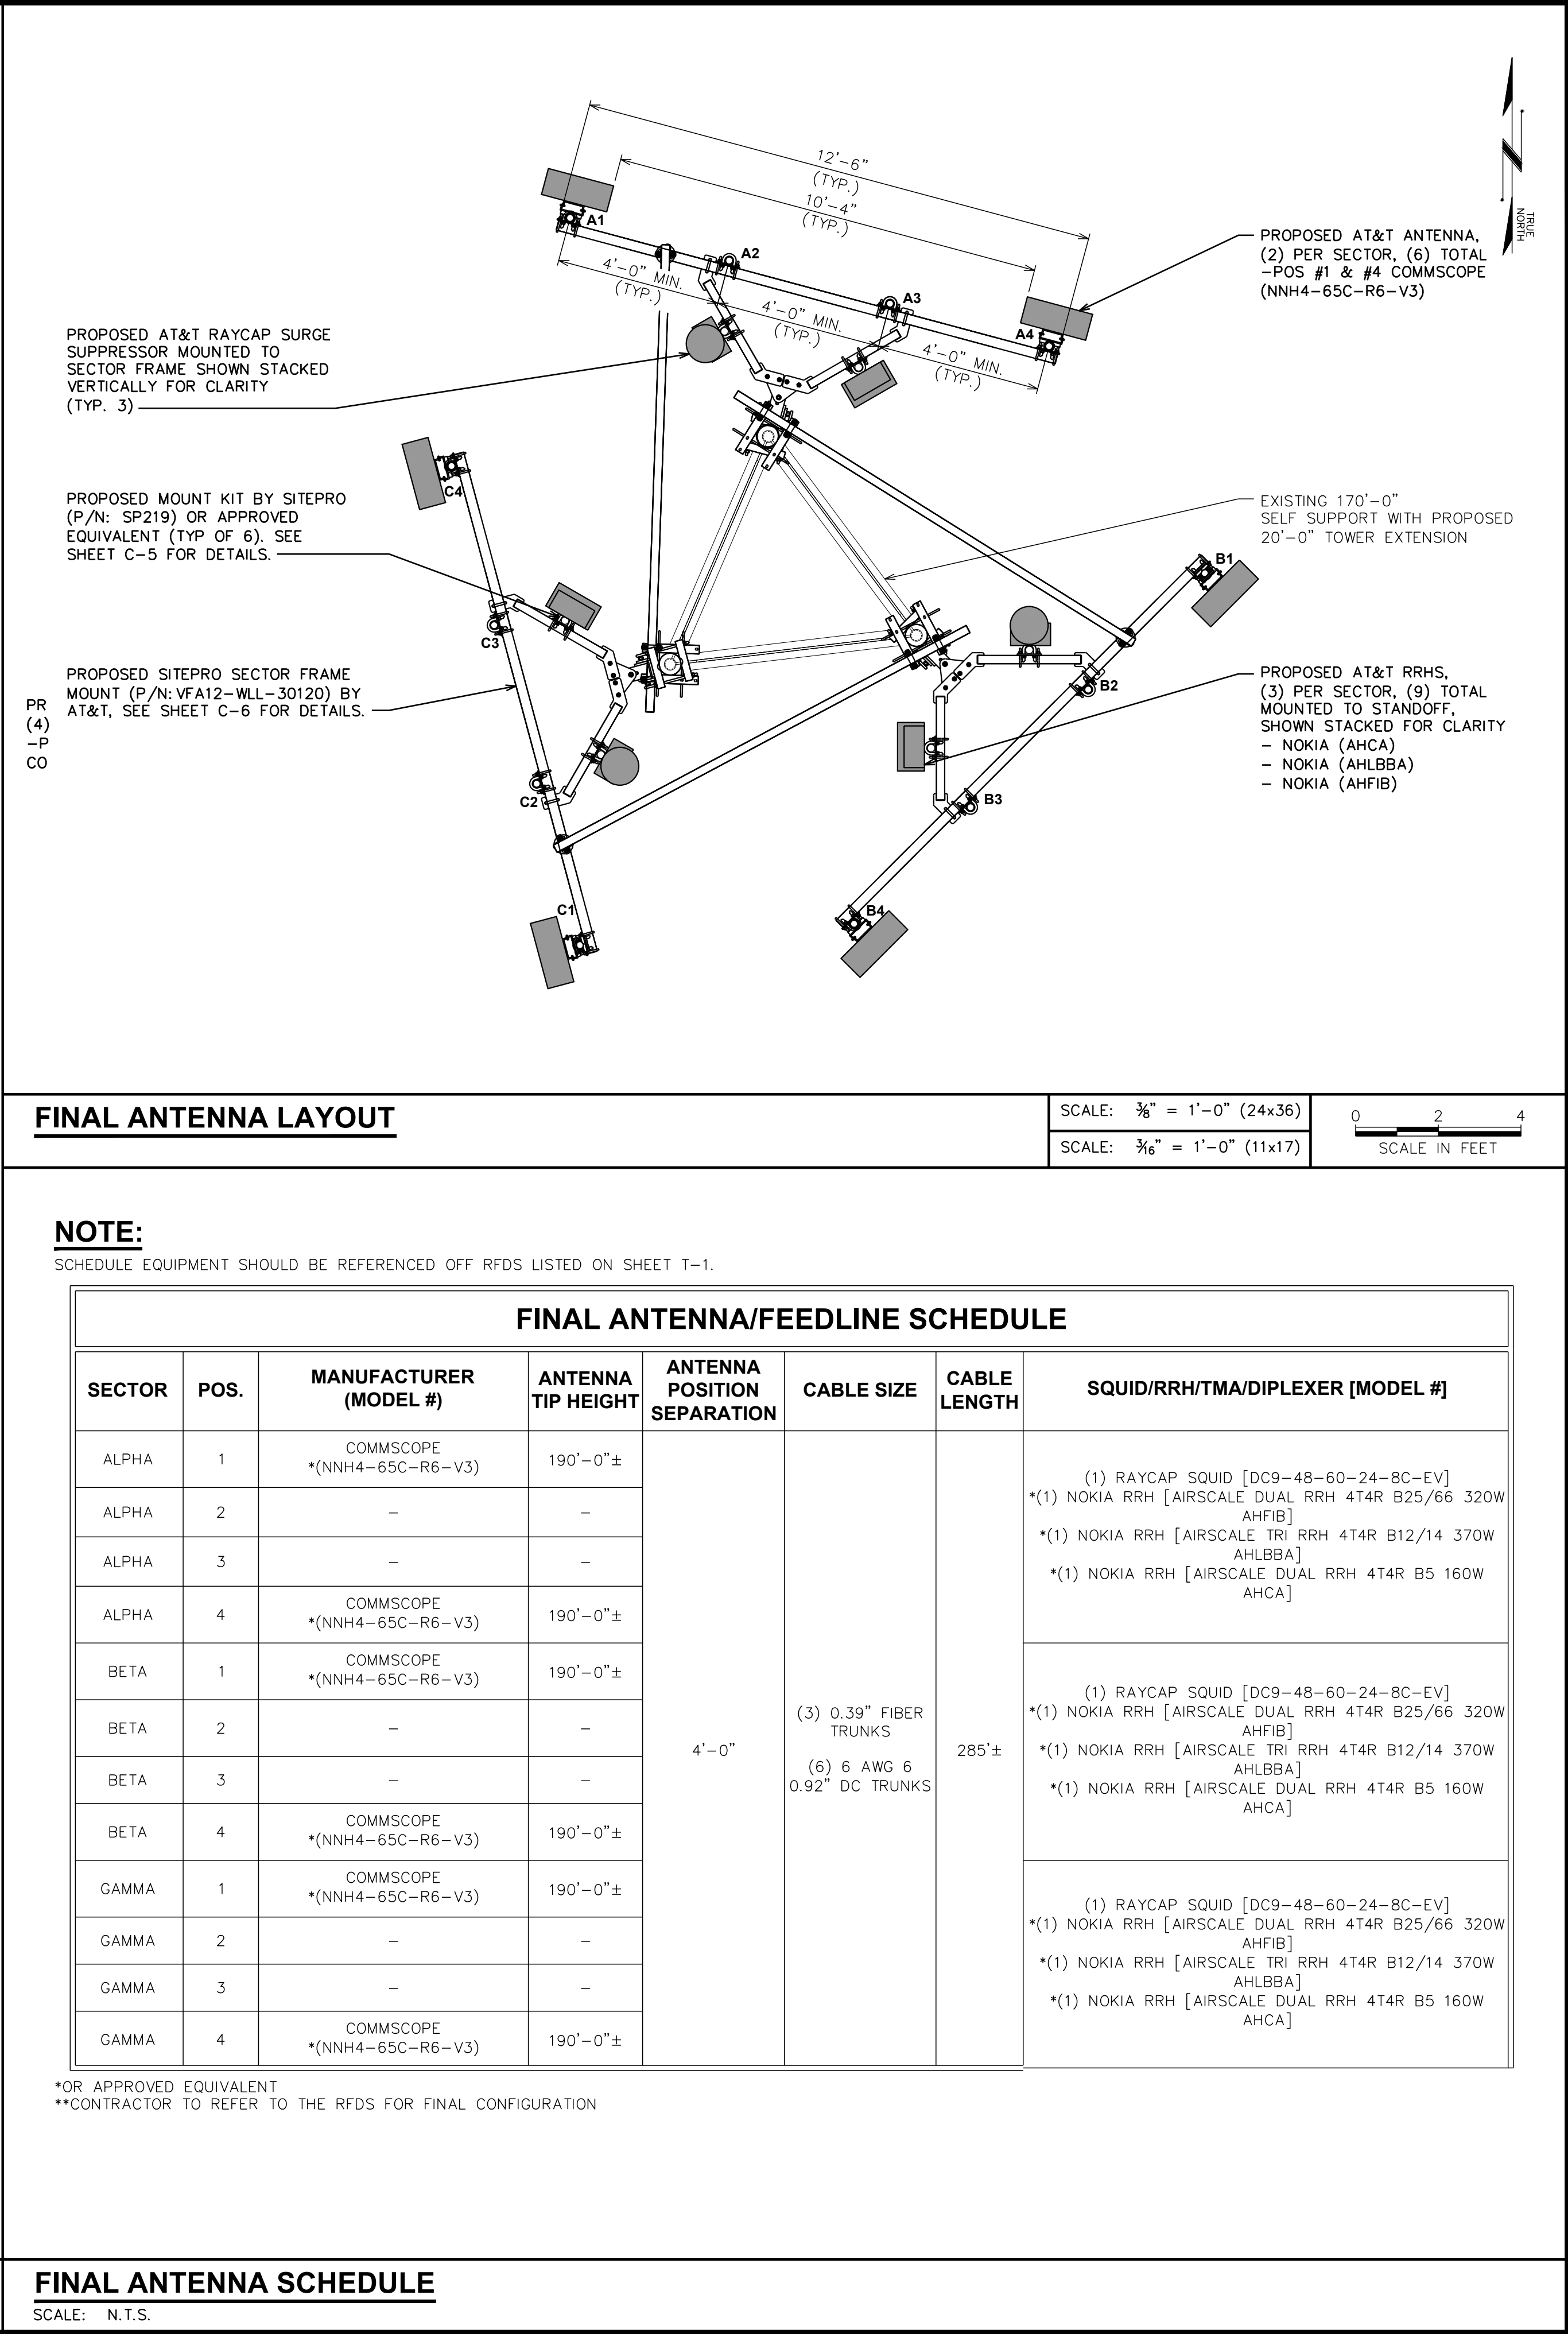 12'-6"
(TYP.)
10'-4"
(TYP.)
A1
A2
A3
A4
4'-0" MIN.
(TYP.)
4'-0" MIN.
(TYP.)
4'-0" MIN.
(TYP.)
TRUE
NORTH
PROPOSED AT&T ANTENNA,
(2) PER SECTOR, (6) TOTAL
-POS #1 & #4 COMMSCOPE
(NNH4-65C-R6-V3)
PROPOSED AT&T RAYCAP SURGE
SUPPRESSOR MOUNTED TO
SECTOR FRAME SHOWN STACKED
VERTICALLY FOR CLARITY
(TYP. 3)
C4
PROPOSED MOUNT KIT BY SITEPRO
(P/N: SP219) OR APPROVED
EQUIVALENT (TYP OF 6). SEE
SHEET C-5 FOR DETAILS.
EXISTING 170'-0"
SELF SUPPORT WITH PROPOSED
20'-0" TOWER EXTENSION
B1
C3
B2
PROPOSED SITEPRO SECTOR FRAME
MOUNT (P/N: VFA12-WLL-30120) BY
AT&T, SEE SHEET C-6 FOR DETAILS.
PR
(4)
-P
CO
PROPOSED AT&T RRHS,
(3) PER SECTOR, (9) TOTAL
MOUNTED TO STANDOFF,
SHOWN STACKED FOR CLARITY
- NOKIA (AHCA)
- NOKIA (AHLBBA)
- NOKIA (AHFIB)
C2
B3
C1
B4
FINAL ANTENNA LAYOUT
SCALE: ⅜" = 1'-0" (24x36)
SCALE: 3⁄16" = 1'-0" (11x17)
0 2 4
SCALE IN FEET
NOTE:
SCHEDULE EQUIPMENT SHOULD BE REFERENCED OFF RFDS LISTED ON SHEET T-1.
FINAL ANTENNA/FEEDLINE SCHEDULE
SECTOR POS. MANUFACTURER (MODEL #) ANTENNA TIP HEIGHT ANTENNA POSITION SEPARATION CABLE SIZE CABLE LENGTH SQUID/RRH/TMA/DIPLEXER [MODEL #]
ALPHA 1 COMMSCOPE *(NNH4-65C-R6-V3) 190'-0"±
ALPHA 2 - -
ALPHA 3 - -
ALPHA 4 COMMSCOPE *(NNH4-65C-R6-V3) 190'-0"±
(1) RAYCAP SQUID [DC9-48-60-24-8C-EV]
*(1) NOKIA RRH [AIRSCALE DUAL RRH 4T4R B25/66 320W
AHFIB]
*(1) NOKIA RRH [AIRSCALE TRI RRH 4T4R B12/14 370W
AHLBBA]
*(1) NOKIA RRH [AIRSCALE DUAL RRH 4T4R B5 160W
AHCA]
BETA 1 COMMSCOPE *(NNH4-65C-R6-V3) 190'-0"±
BETA 2 - -
BETA 3 - -
BETA 4 COMMSCOPE *(NNH4-65C-R6-V3) 190'-0"±
4'-0"
(3) 0.39" FIBER
TRUNKS
(6) 6 AWG 6
0.92" DC TRUNKS
285'±
(1) RAYCAP SQUID [DC9-48-60-24-8C-EV]
*(1) NOKIA RRH [AIRSCALE DUAL RRH 4T4R B25/66 320W
AHFIB]
*(1) NOKIA RRH [AIRSCALE TRI RRH 4T4R B12/14 370W
AHLBBA]
*(1) NOKIA RRH [AIRSCALE DUAL RRH 4T4R B5 160W
AHCA]
GAMMA 1 COMMSCOPE *(NNH4-65C-R6-V3) 190'-0"±
GAMMA 2 - -
GAMMA 3 - -
GAMMA 4 COMMSCOPE *(NNH4-65C-R6-V3) 190'-0"±
(1) RAYCAP SQUID [DC9-48-60-24-8C-EV]
*(1) NOKIA RRH [AIRSCALE DUAL RRH 4T4R B25/66 320W
AHFIB]
*(1) NOKIA RRH [AIRSCALE TRI RRH 4T4R B12/14 370W
AHLBBA]
*(1) NOKIA RRH [AIRSCALE DUAL RRH 4T4R B5 160W
AHCA]
*OR APPROVED EQUIVALENT
**CONTRACTOR TO REFER TO THE RFDS FOR FINAL CONFIGURATION
FINAL ANTENNA SCHEDULE
SCALE: N.T.S.